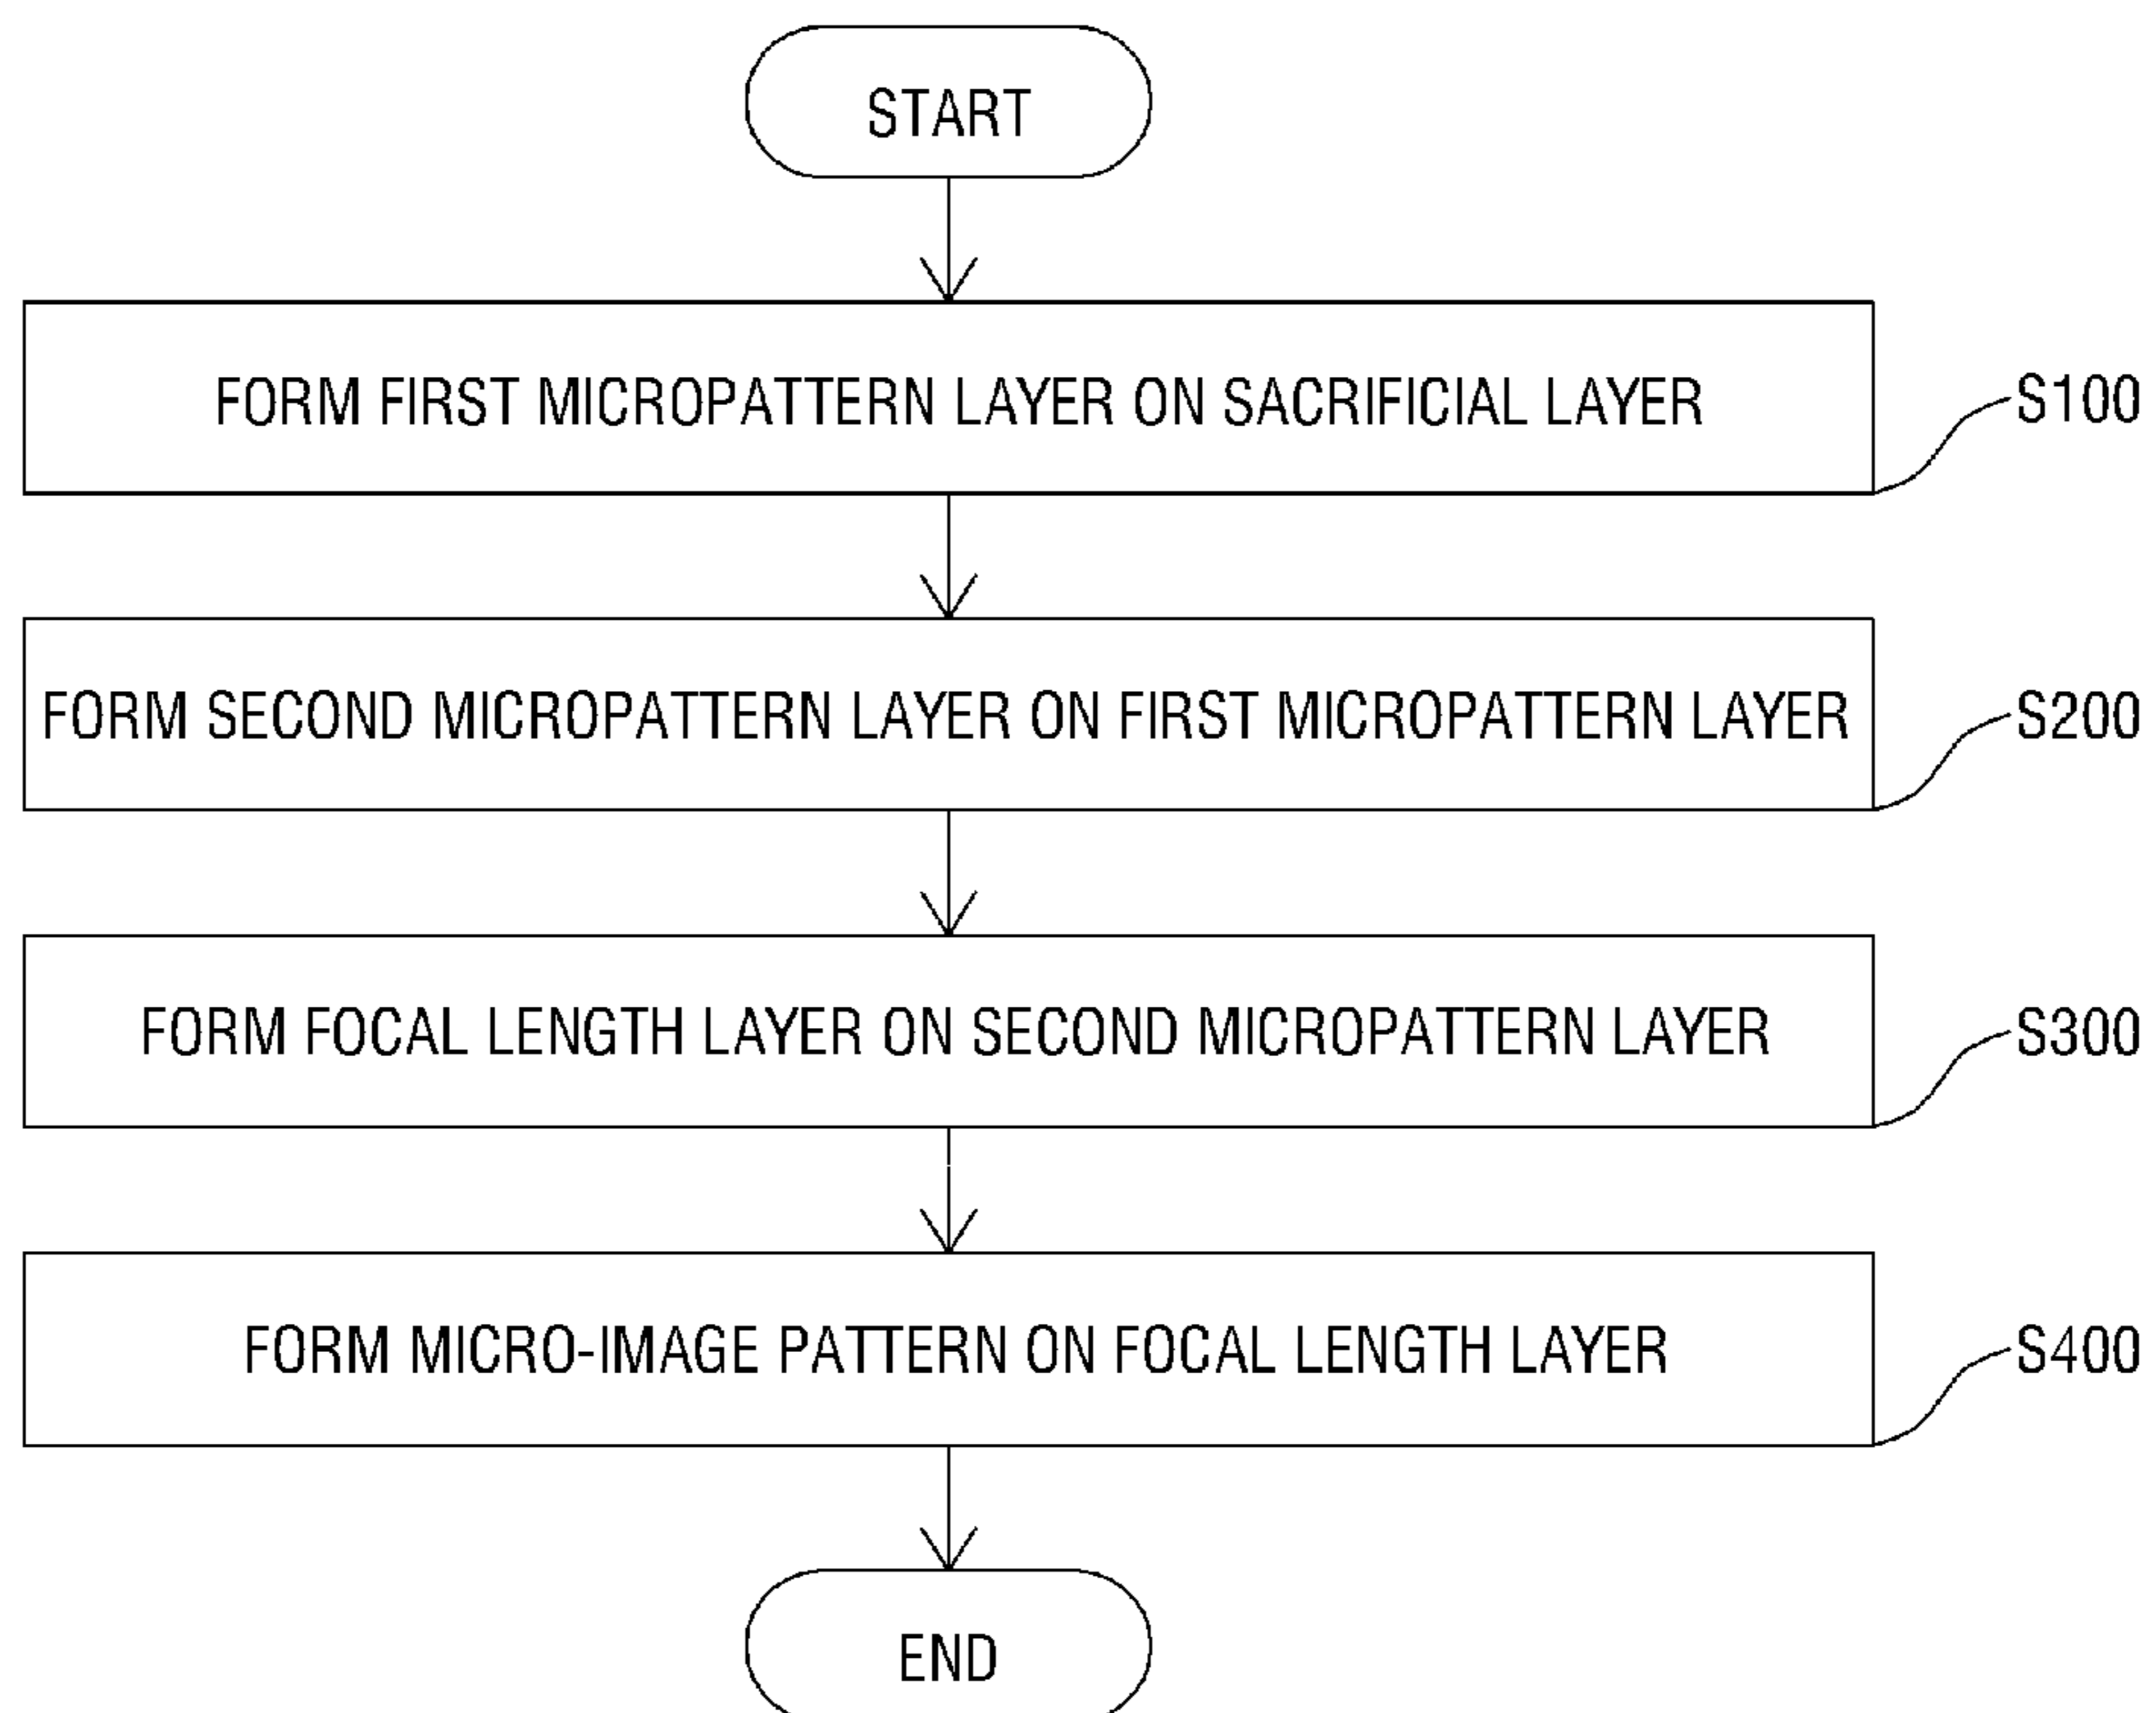 START
FORM FIRST MICROPATTERN LAYER ON SACRIFICIAL LAYER
S100
FORM SECOND MICROPATTERN LAYER ON FIRST MICROPATTERN LAYER
S200
FORM FOCAL LENGTH LAYER ON SECOND MICROPATTERN LAYER
S300
FORM MICRO-IMAGE PATTERN ON FOCAL LENGTH LAYER
S400
END